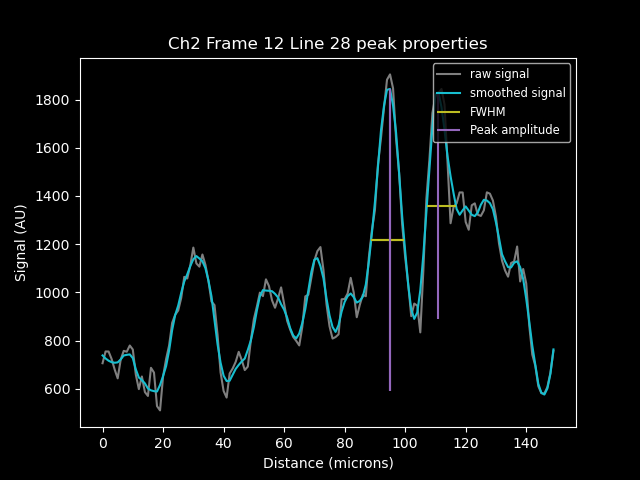 Ch2 Frame 12 Line 28 peak properties
raw signal
smoothed signal
FWHM
Peak amplitude
Signal (AU)
1800
1600
1400
1200
1000
800
600
0 20 40 60 80 100 120 140
Distance (microns)